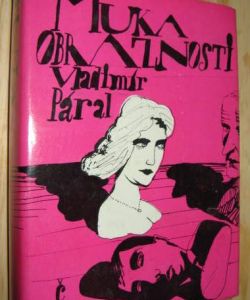 MUKA
OBRAZNOSTI
Vladimír
Páral